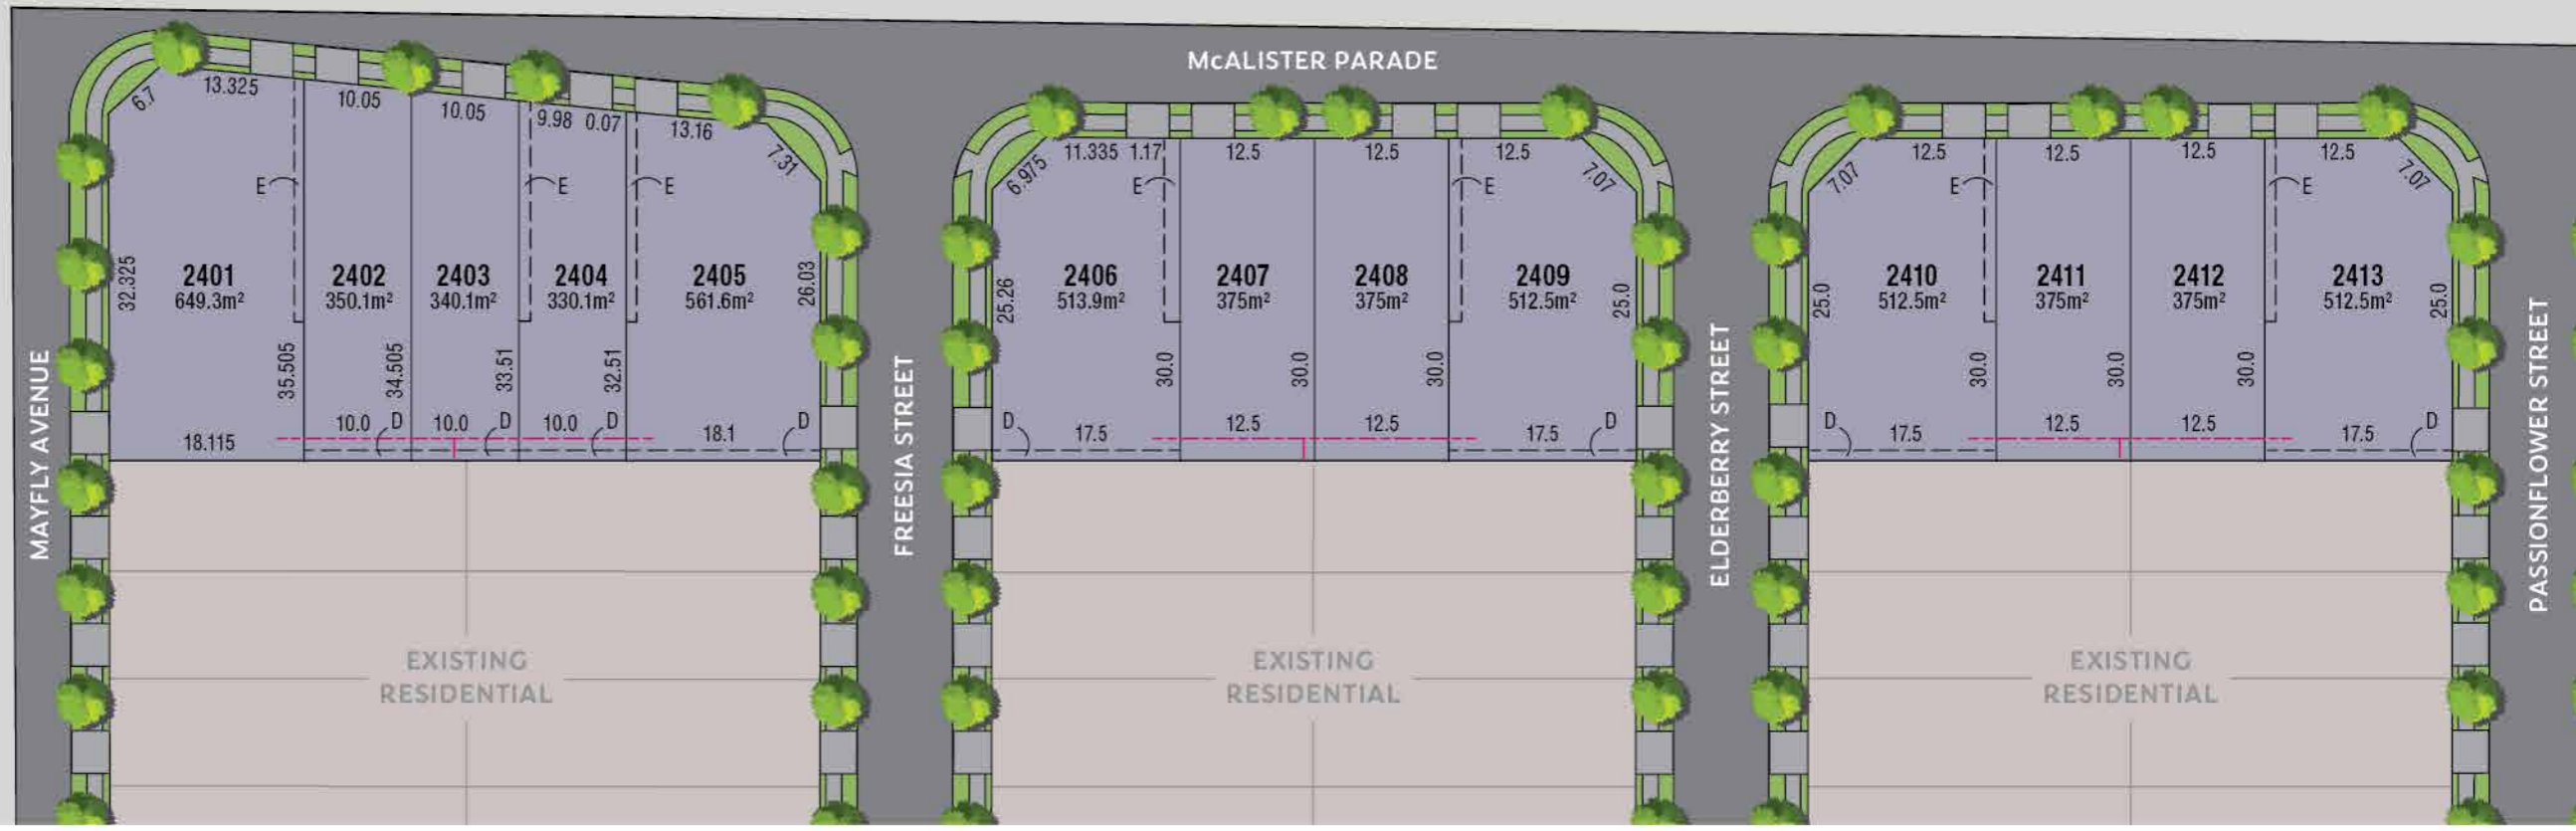 McALISTER PARADE
6.7
13.325
10.05
10.05
9.98 0.07
13.16
7.31
E
E
E
32.325
2401
649.3m²
2402
350.1m²
2403
340.1m²
2404
330.1m²
2405
561.6m²
26.03
35.505
34.505
33.51
32.51
18.115
10.0
D
10.0
D
10.0
D
18.1
D
MAYFLY AVENUE
FREESIA STREET
6.975
11.335 1.17
12.5
12.5
12.5
7.07
E
E
25.26
2406
513.9m²
2407
375m²
2408
375m²
2409
512.5m²
25.0
30.0
30.0
30.0
D
17.5
12.5
12.5
17.5
D
ELDERBERRY STREET
7.07
12.5
12.5
12.5
12.5
7.07
E
E
25.0
2410
512.5m²
2411
375m²
2412
375m²
2413
512.5m²
25.0
30.0
30.0
30.0
D
17.5
12.5
12.5
17.5
D
PASSIONFLOWER STREET
EXISTING
RESIDENTIAL
EXISTING
RESIDENTIAL
EXISTING
RESIDENTIAL